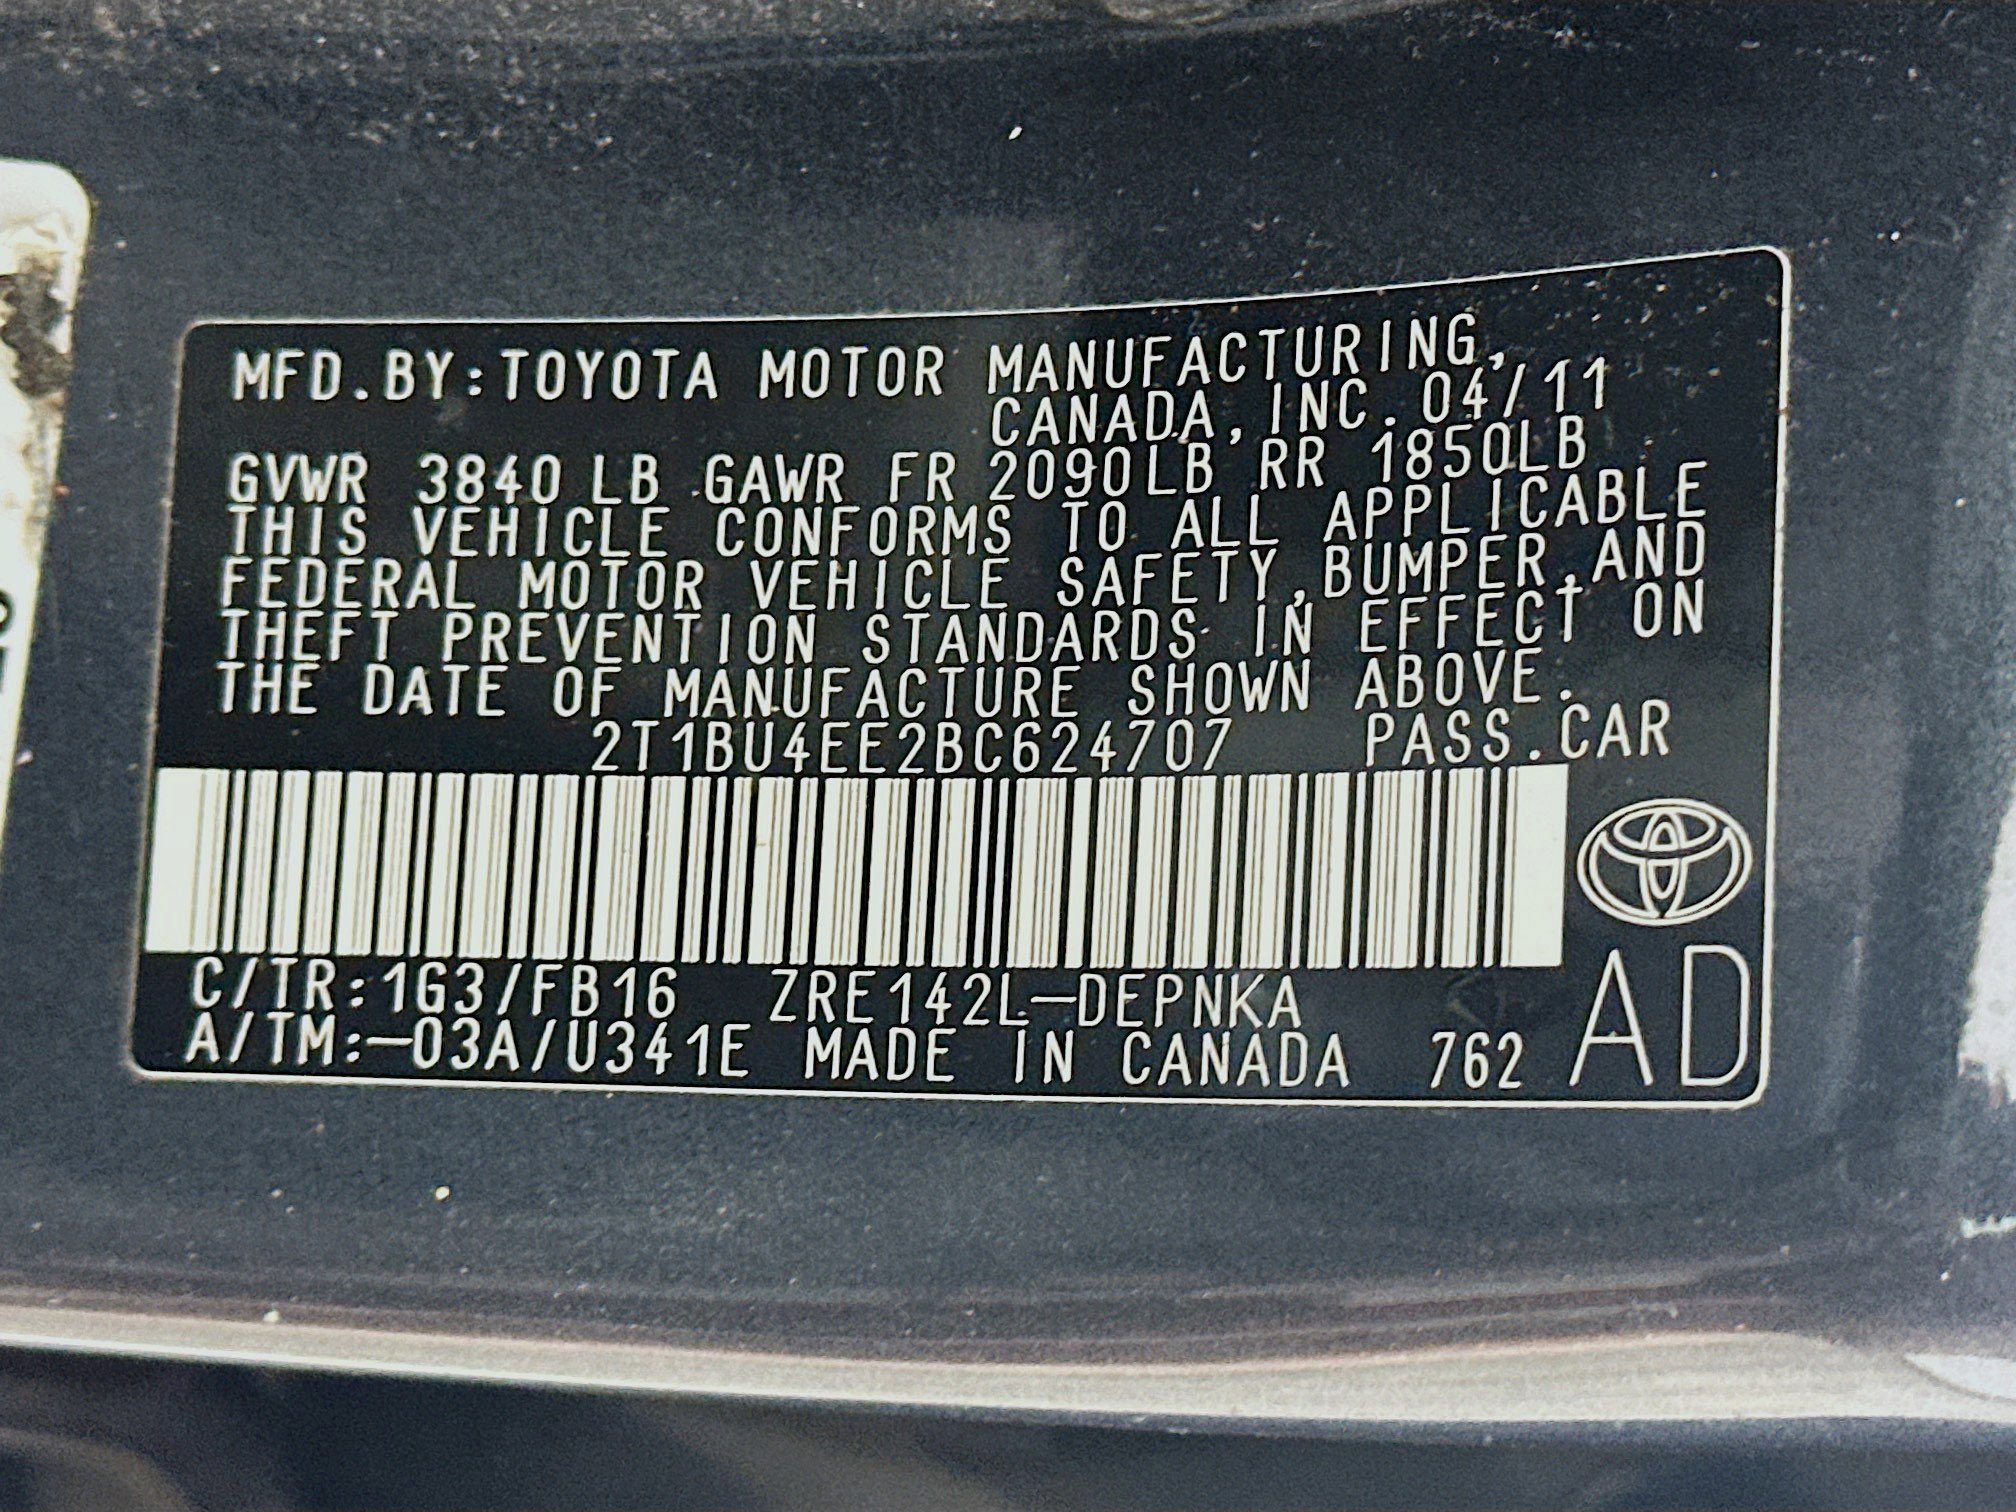 MFD.BY:TOYOTA MOTOR MANUFACTURING,
CANADA, INC. 04/11
GVWR 3840LB GAWR FR 2090LB RR 1850LB
THIS VEHICLE CONFORMS TO ALL APPLICABLE
FEDERAL MOTOR VEHICLE SAFETY,BUMPER,AND
THEFT PREVENTION STANDARDS IN EFFECT ON
THE DATE OF MANUFACTURE SHOWN ABOVE.
2T1BU4EE2BC624707 PASS.CAR
C/TR:1G3/FB16 ZRE142L-DEPNKA
A/TM:-03A/U341E MADE IN CANADA 762 AD